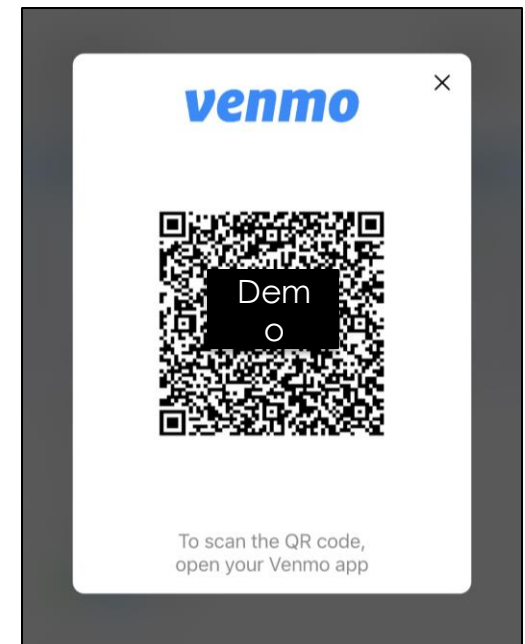 venmo
Dem
o
To scan the QR code,
open your Venmo app